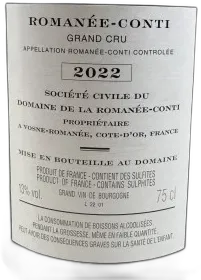 ROMANÉE-CONTI
GRAND CRU
APPELLATION ROMANÉE-CONTI CONTROLÉE
2022
SOCIÉTÉ CIVILE DU
DOMAINE DE LA ROMANÉE-CONTI
PROPRIÉTAIRE
A VOSNE-ROMANÉE, COTE-D'OR, FRANCE
MISE EN BOUTEILLE AU DOMAINE
PRODUIT DE FRANCE - CONTIENT DES SULFITES
PRODUCT OF FRANCE - CONTAINS SULPHITES
13% vol. GRAND VIN DE BOURGOGNE 75 cl
L 22 01
LA CONSOMMATION DE BOISSONS ALCOOLISÉES
PENDANT LA GROSSESSE, MÊME EN FAIBLE QUANTITÉ,
PEUT AVOIR DES CONSÉQUENCES GRAVES SUR LA SANTÉ DE L'ENFANT.